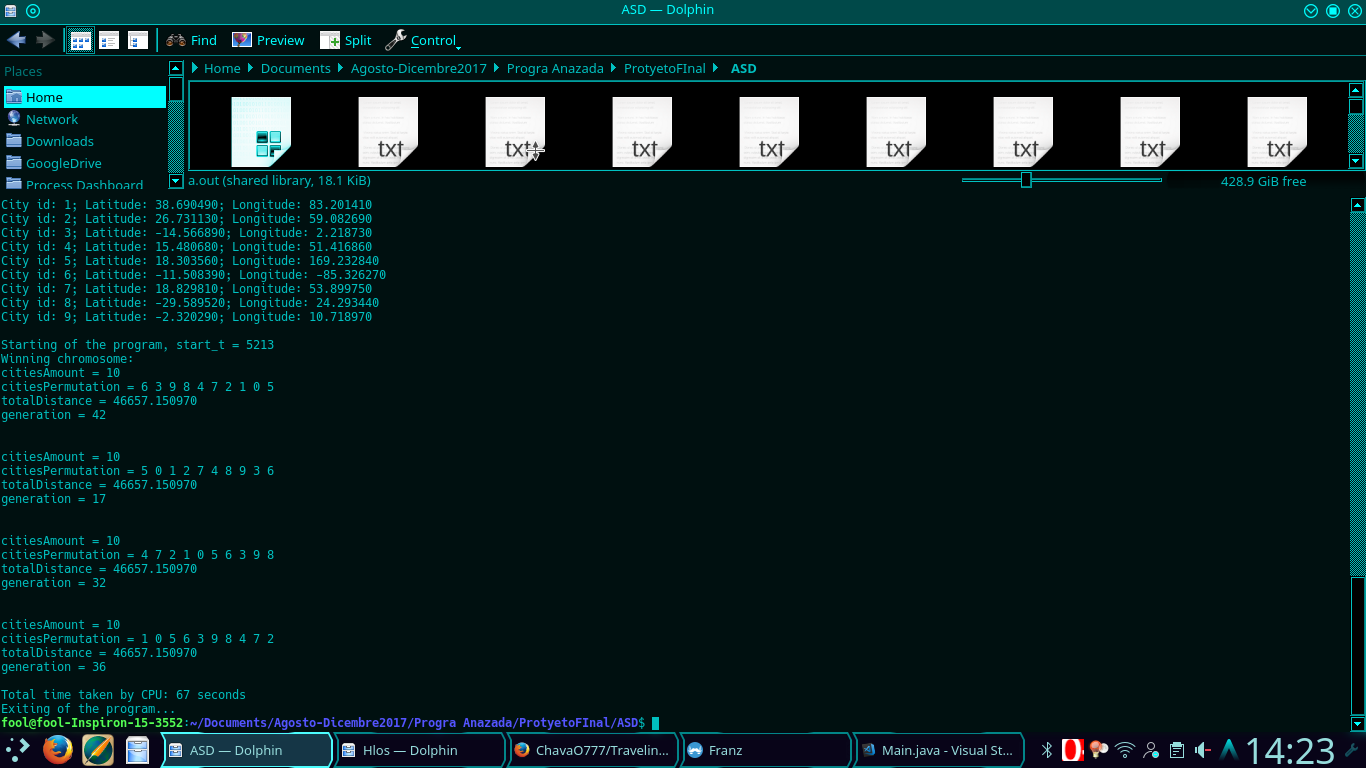 ASD — Dolphin
Find Preview Split Control
Places
Home Documents Agosto-Dicembre2017 Progra Anazada ProtyetoFInal ASD
Home
Network
Downloads
GoogleDrive
Process Dashboard
txt txt txt txt txt txt txt txt
a.out (shared library, 18.1 KiB) 428.9 GiB free
City id: 1; Latitude: 38.690490; Longitude: 83.201410
City id: 2; Latitude: 26.731130; Longitude: 59.082690
City id: 3; Latitude: -14.566890; Longitude: 2.218730
City id: 4; Latitude: 15.480680; Longitude: 51.416860
City id: 5; Latitude: 18.303560; Longitude: 169.232840
City id: 6; Latitude: -11.508390; Longitude: -85.326270
City id: 7; Latitude: 18.829810; Longitude: 53.899750
City id: 8; Latitude: -29.589520; Longitude: 24.293440
City id: 9; Latitude: -2.320290; Longitude: 10.718970
Starting of the program, start_t = 5213
Winning chromosome:
citiesAmount = 10
citiesPermutation = 6 3 9 8 4 7 2 1 0 5
totalDistance = 46657.150970
generation = 42
citiesAmount = 10
citiesPermutation = 5 0 1 2 7 4 8 9 3 6
totalDistance = 46657.150970
generation = 17
citiesAmount = 10
citiesPermutation = 4 7 2 1 0 5 6 3 9 8
totalDistance = 46657.150970
generation = 32
citiesAmount = 10
citiesPermutation = 1 0 5 6 3 9 8 4 7 2
totalDistance = 46657.150970
generation = 36
Total time taken by CPU: 67 seconds
Exiting of the program...
fool@fool-Inspiron-15-3552:~/Documents/Agosto-Dicembre2017/Progra Anazada/ProtyetoFInal/ASD$
ASD — Dolphin Hlos — Dolphin ChavaO777/Travelin... Franz Main.java - Visual St... 14:23